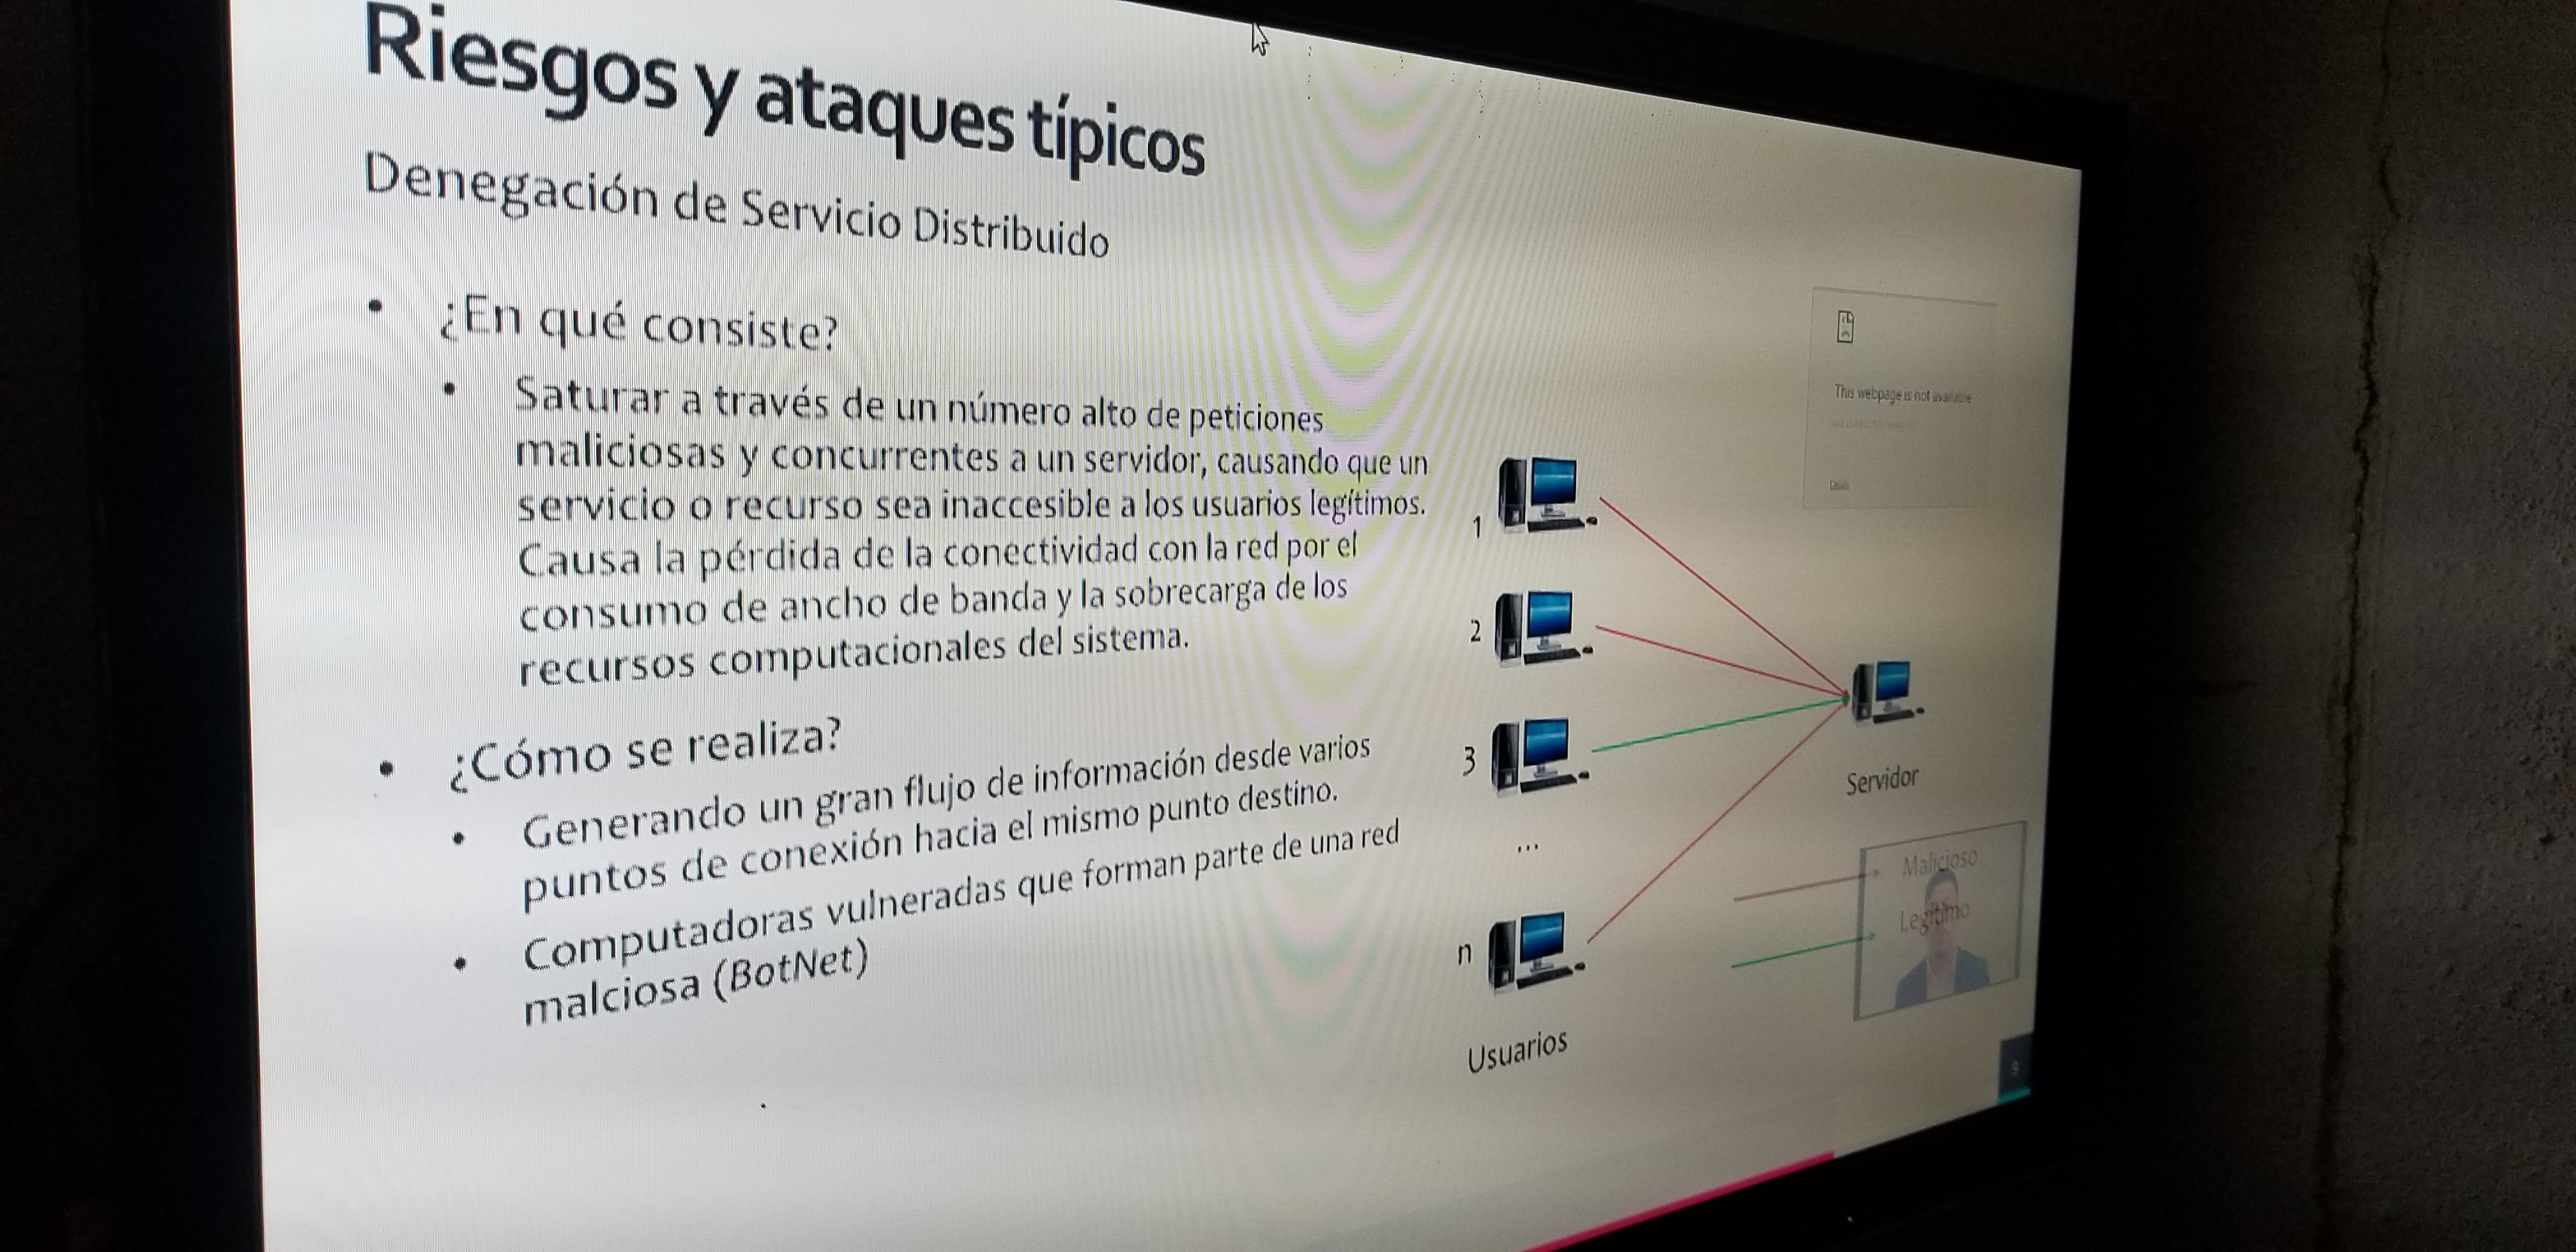 Riesgos y ataques típicos
Denegación de Servicio Distribuido
• ¿En qué consiste?
• Saturar a través de un número alto de peticiones
maliciosas y concurrentes a un servidor, causando que un
servicio o recurso sea inaccesible a los usuarios legítimos.
Causa la pérdida de la conectividad con la red por el
consumo de ancho de banda y la sobrecarga de los
recursos computacionales del sistema.
• ¿Cómo se realiza?
• Generando un gran flujo de información desde varios
puntos de conexión hacia el mismo punto destino.
• Computadoras vulneradas que forman parte de una red
malciosa (BotNet)
This webpage is not available
1
2
3
...
n
Usuarios
Servidor
Malicioso
Legítimo